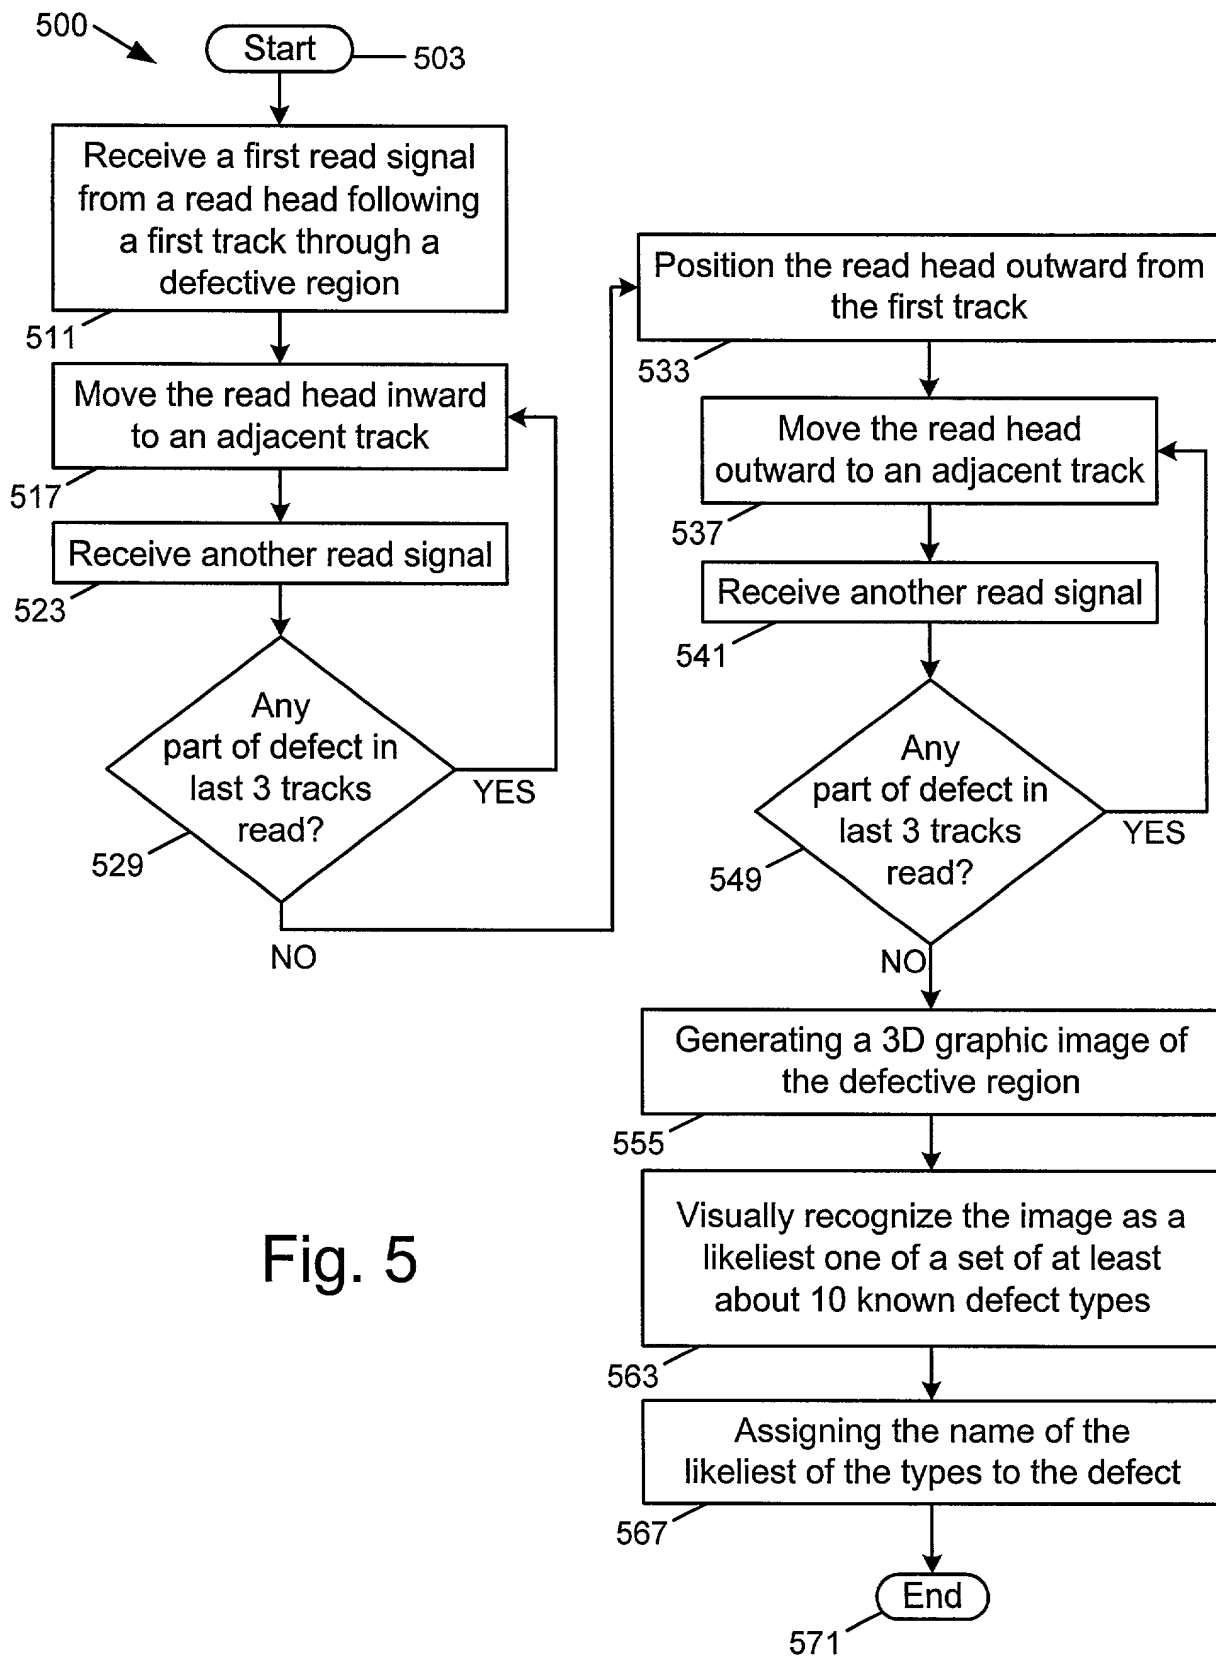 500
Start
503
Receive a first read signal
from a read head following
a first track through a
defective region
511
Move the read head inward
to an adjacent track
517
Receive another read signal
523
Any
part of defect in
last 3 tracks
read?
YES
529
NO
Position the read head outward from
the first track
533
Move the read head
outward to an adjacent track
537
Receive another read signal
541
Any
part of defect in
last 3 tracks
read?
YES
549
NO
Generating a 3D graphic image of
the defective region
555
Visually recognize the image as a
likeliest one of a set of at least
about 10 known defect types
563
Assigning the name of the
likeliest of the types to the defect
567
End
571
Fig. 5